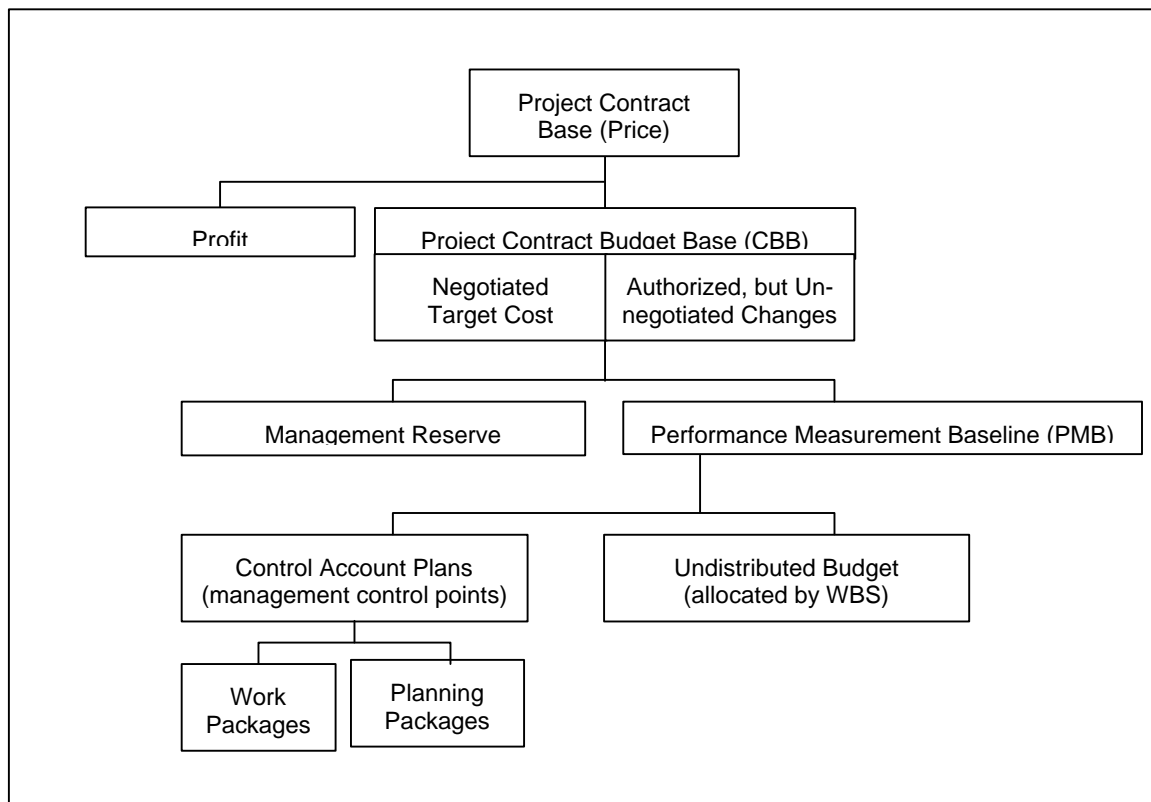 Project Contract
Base (Price)
Profit
Project Contract Budget Base (CBB)
Negotiated
Target Cost
Authorized, but Un-
negotiated Changes
Management Reserve
Performance Measurement Baseline (PMB)
Control Account Plans
(management control points)
Undistributed Budget
(allocated by WBS)
Work
Packages
Planning
Packages